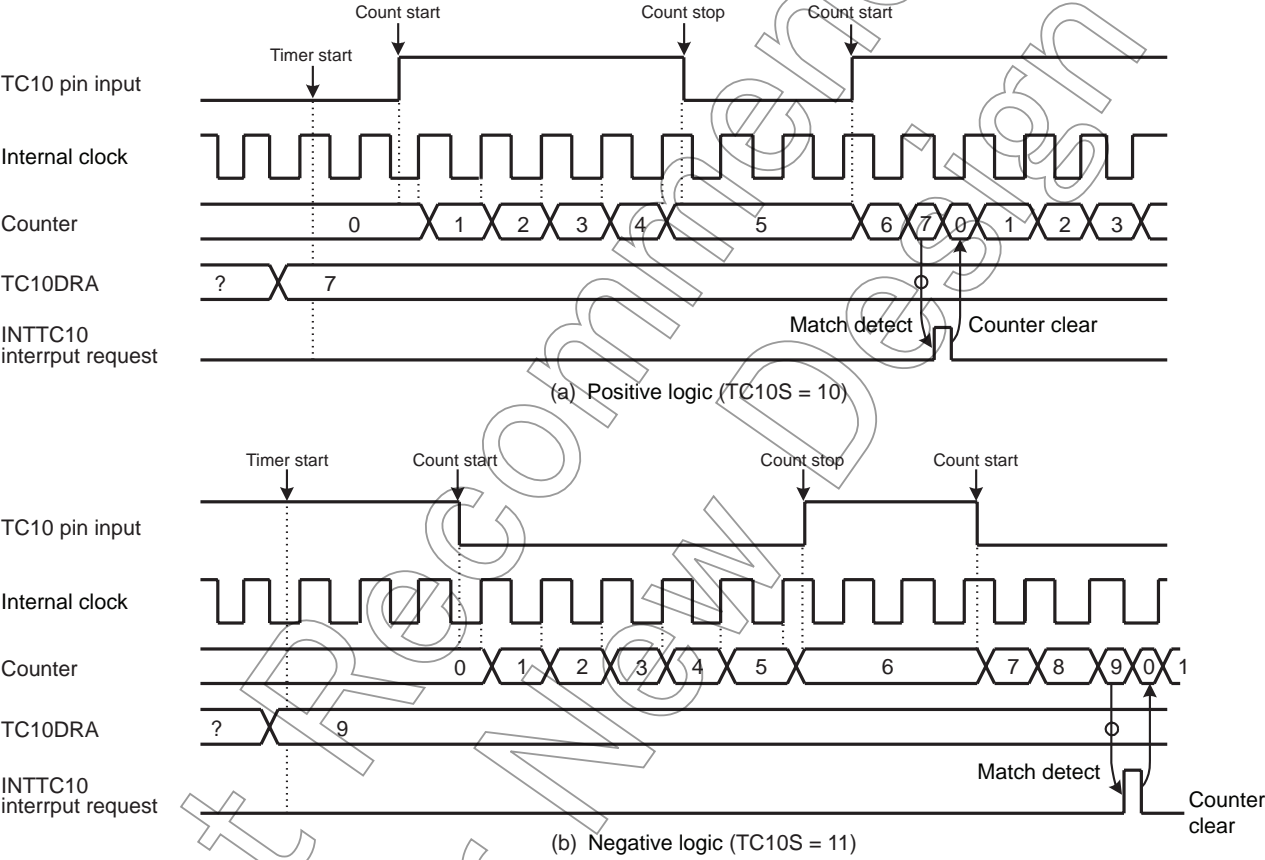 Count start Count stop Count start
Timer start
TC10 pin input
Internal clock
Counter 0 1 2 3 4 5 6 7 0 1 2 3
TC10DRA ? 7
INTTC10
interrput request
Match detect Counter clear
(a) Positive logic (TC10S = 10)
Timer start Count start Count stop Count start
TC10 pin input
Internal clock
Counter 0 1 2 3 4 5 6 7 8 9 0 1
TC10DRA ? 9
INTTC10
interrput request
Match detect
Counter
clear
(b) Negative logic (TC10S = 11)
t Recommen
r New Design